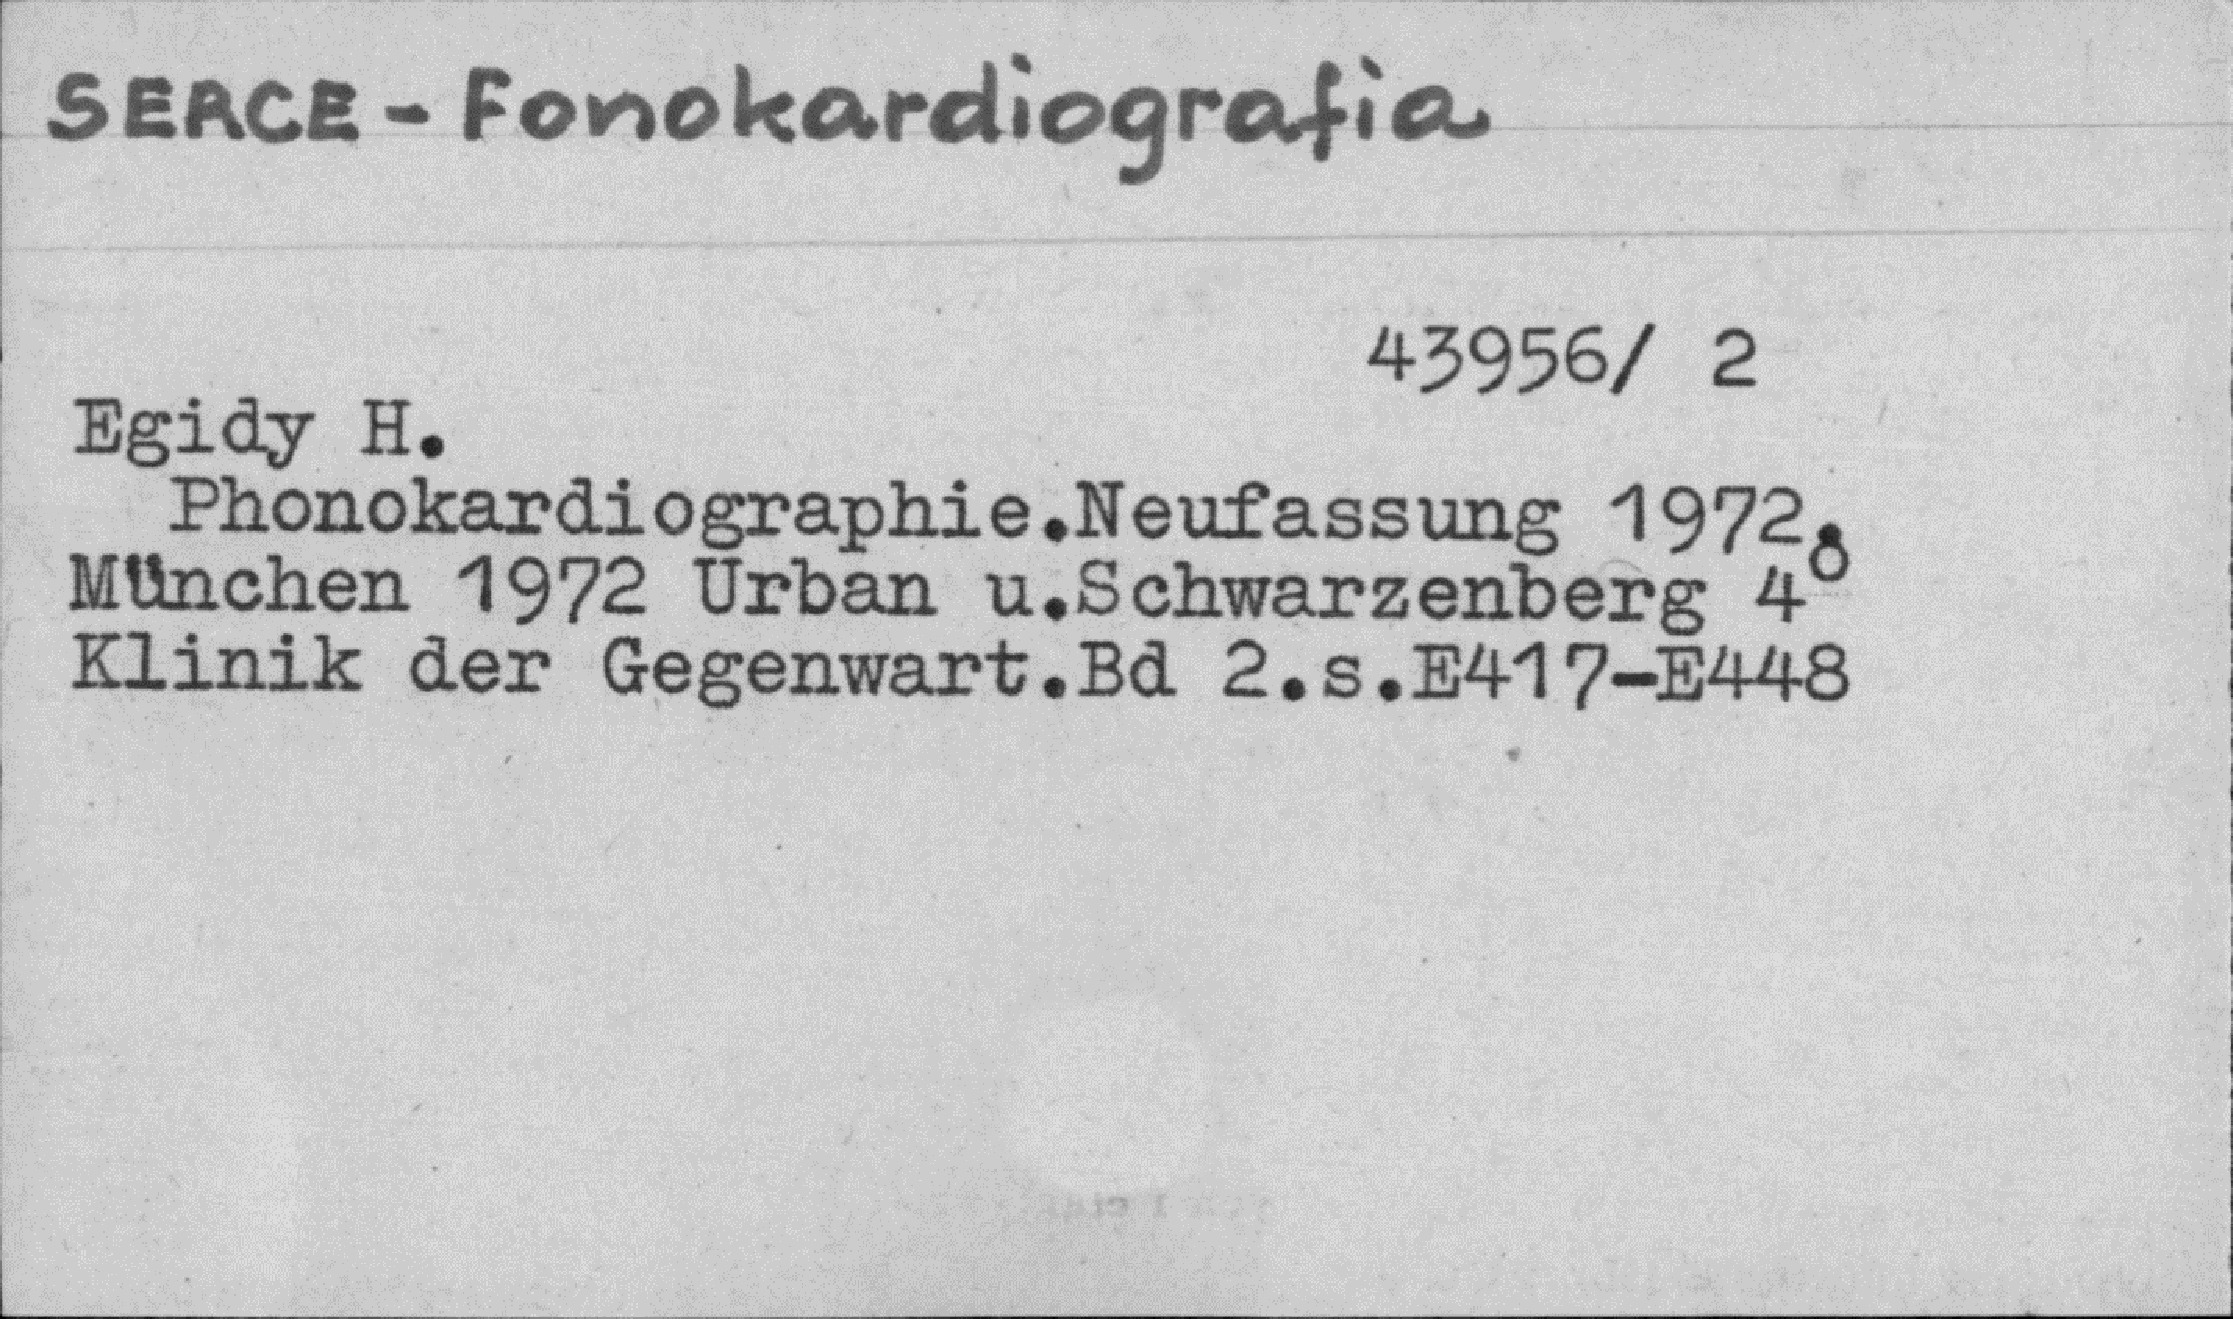 SERCE - Fonokardiografia
43956/ 2
Egidy H.
Phonokardiographie.Neufassung 1972.
München 1972 Urban u.Schwarzenberg 4°
Klinik der Gegenwart.Bd 2.s.E417-E448